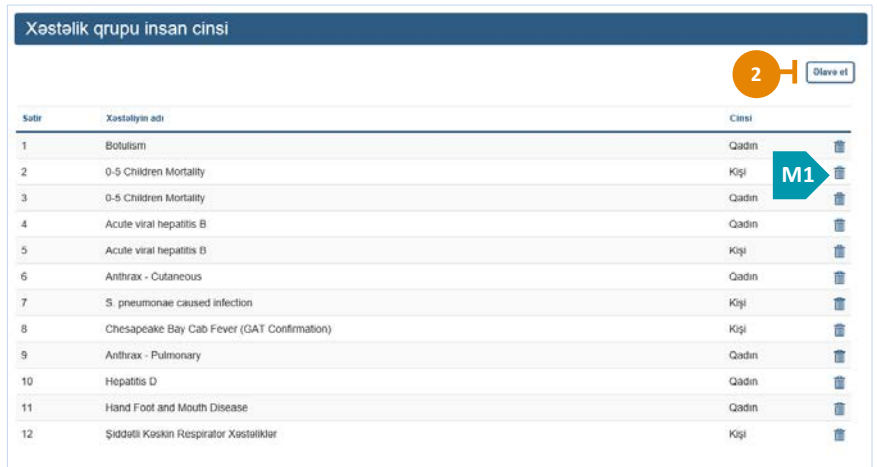 Xəstəlik qrupu insan cinsi
2 Əlavə et
Sətir Xəstəliyin adı Cinsi
1 Botulism Qadın
2 0-5 Children Mortality Kişi M1
3 0-5 Children Mortality Qadın
4 Acute viral hepatitis B Qadın
5 Acute viral hepatitis B Kişi
6 Anthrax - Cutaneous Qadın
7 S. pneumonae caused infection Kişi
8 Chesapeake Bay Cab Fever (GAT Confirmation) Kişi
9 Anthrax - Pulmonary Qadın
10 Hepatitis D Qadın
11 Hand Foot and Mouth Disease Qadın
12 Şiddətli Kəskin Respirator Xəstəliklər Kişi